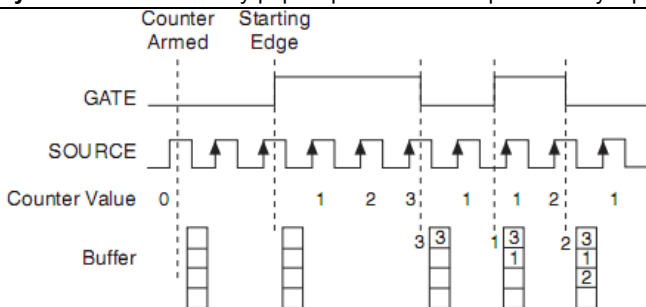 Counter Starting
Armed Edge
GATE
SOURCE
Counter Value 0 1 2 3 1 1 2 1
Buffer 3 3 1 3 2 3
1 1
2